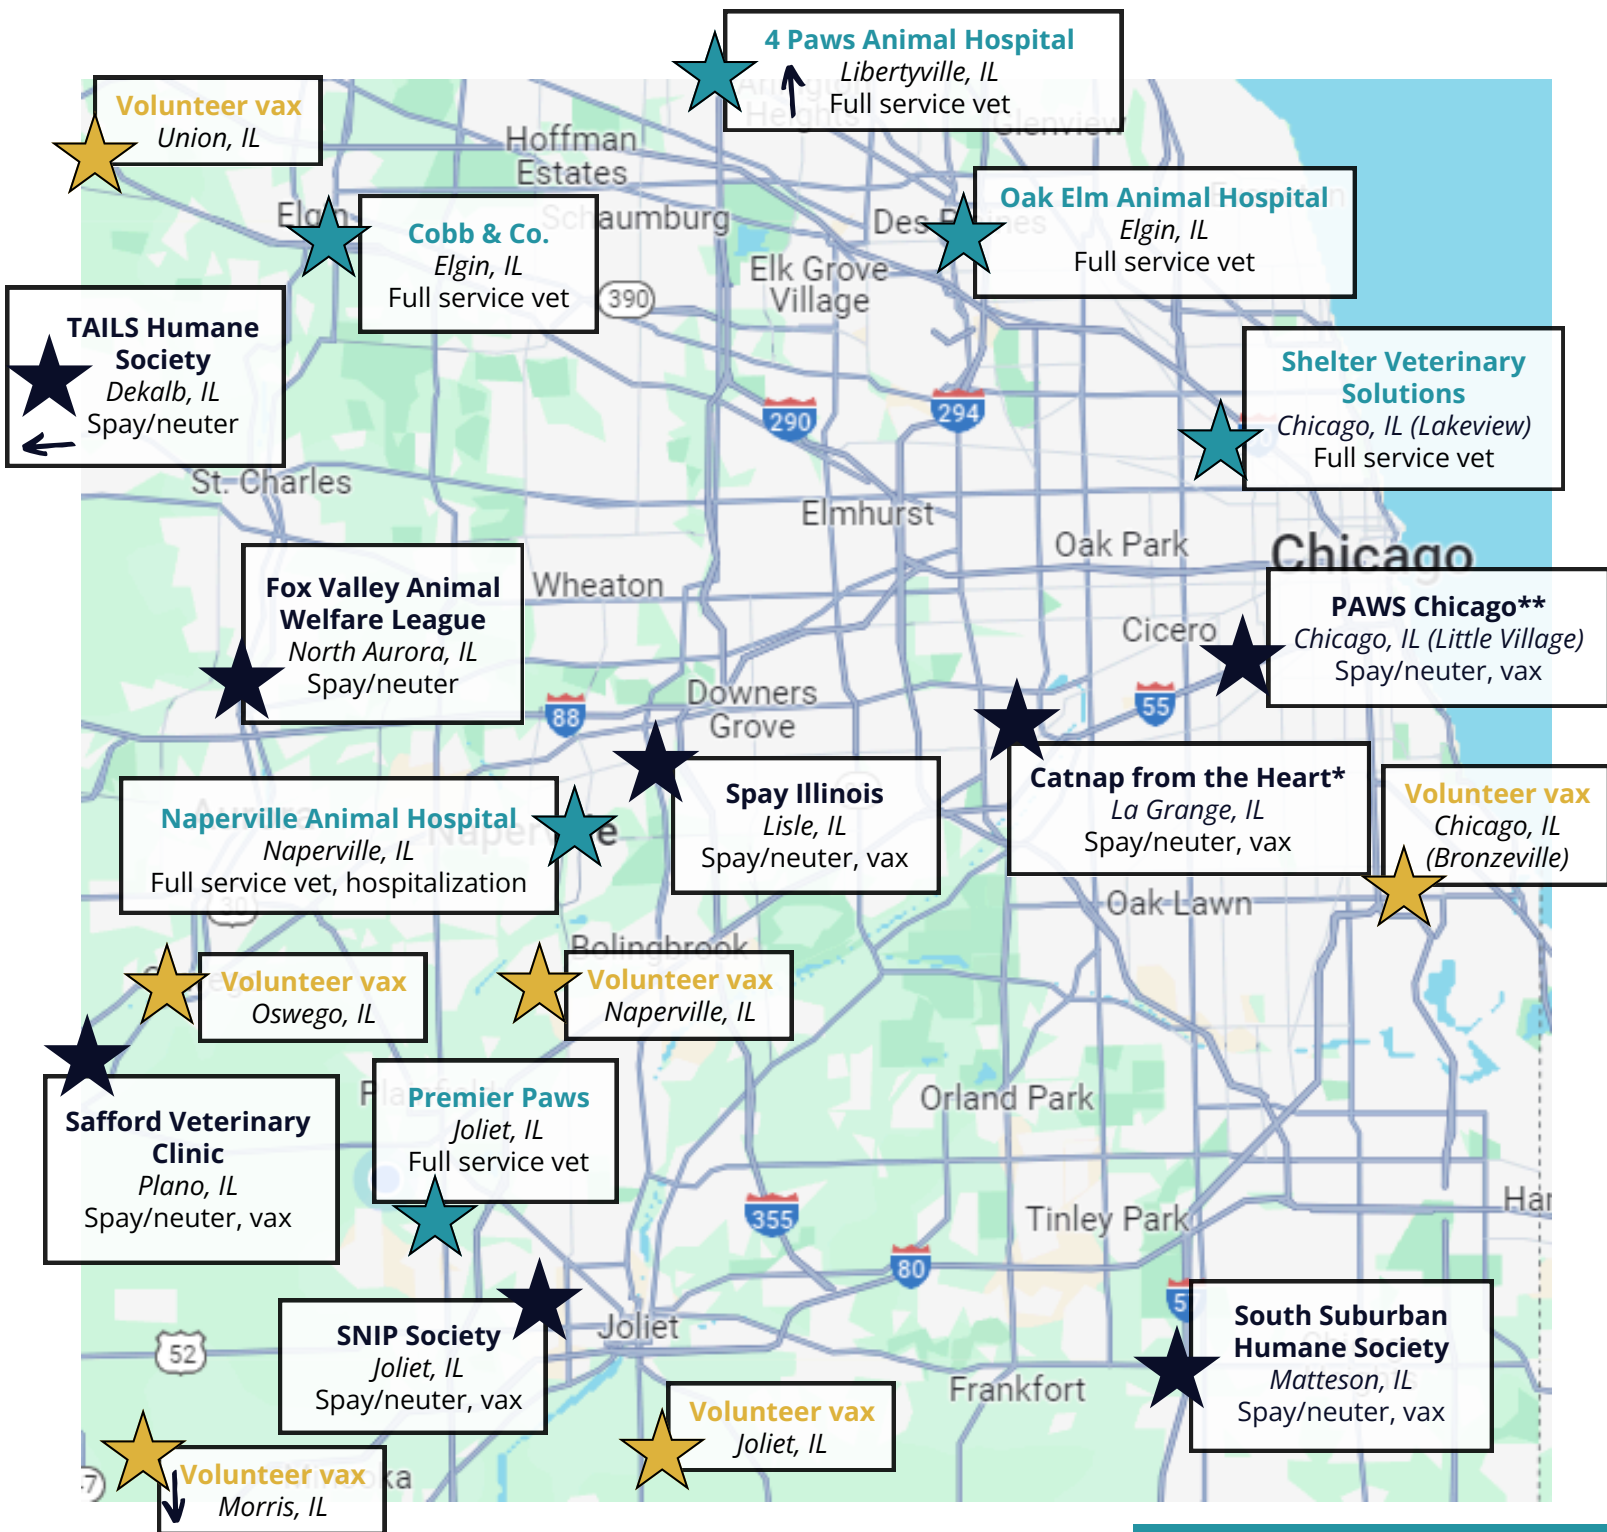 4 Paws Animal Hospital
Libertyville, IL
Full service vet
Volunteer vax
Union, IL
Hoffman
Estates
Glenview
Elgin
Schaumburg
Cobb & Co.
Elgin, IL
Full service vet
Des Plaines
Oak Elm Animal Hospital
Elgin, IL
Full service vet
Elk Grove
Village
390
TAILS Humane
Society
Dekalb, IL
Spay/neuter
Shelter Veterinary
Solutions
Chicago, IL (Lakeview)
Full service vet
290
294
St. Charles
Elmhurst
Oak Park
Chicago
Fox Valley Animal
Welfare League
North Aurora, IL
Spay/neuter
Wheaton
Cicero
PAWS Chicago**
Chicago, IL (Little Village)
Spay/neuter, vax
88
Downers
Grove
55
Naperville Animal Hospital
Naperville, IL
Full service vet, hospitalization
Naperville
Spay Illinois
Lisle, IL
Spay/neuter, vax
Catnap from the Heart*
La Grange, IL
Spay/neuter, vax
Volunteer vax
Chicago, IL
(Bronzeville)
30
Oak Lawn
Bolingbrook
Volunteer vax
Oswego, IL
Volunteer vax
Naperville, IL
Safford Veterinary
Clinic
Plano, IL
Spay/neuter, vax
Premier Paws
Joliet, IL
Full service vet
Orland Park
355
Tinley Park
Har
80
SNIP Society
Joliet, IL
Spay/neuter, vax
Joliet
52
5
South Suburban
Humane Society
Matteson, IL
Spay/neuter, vax
Frankfort
Volunteer vax
Joliet, IL
Volunteer vax
Morris, IL